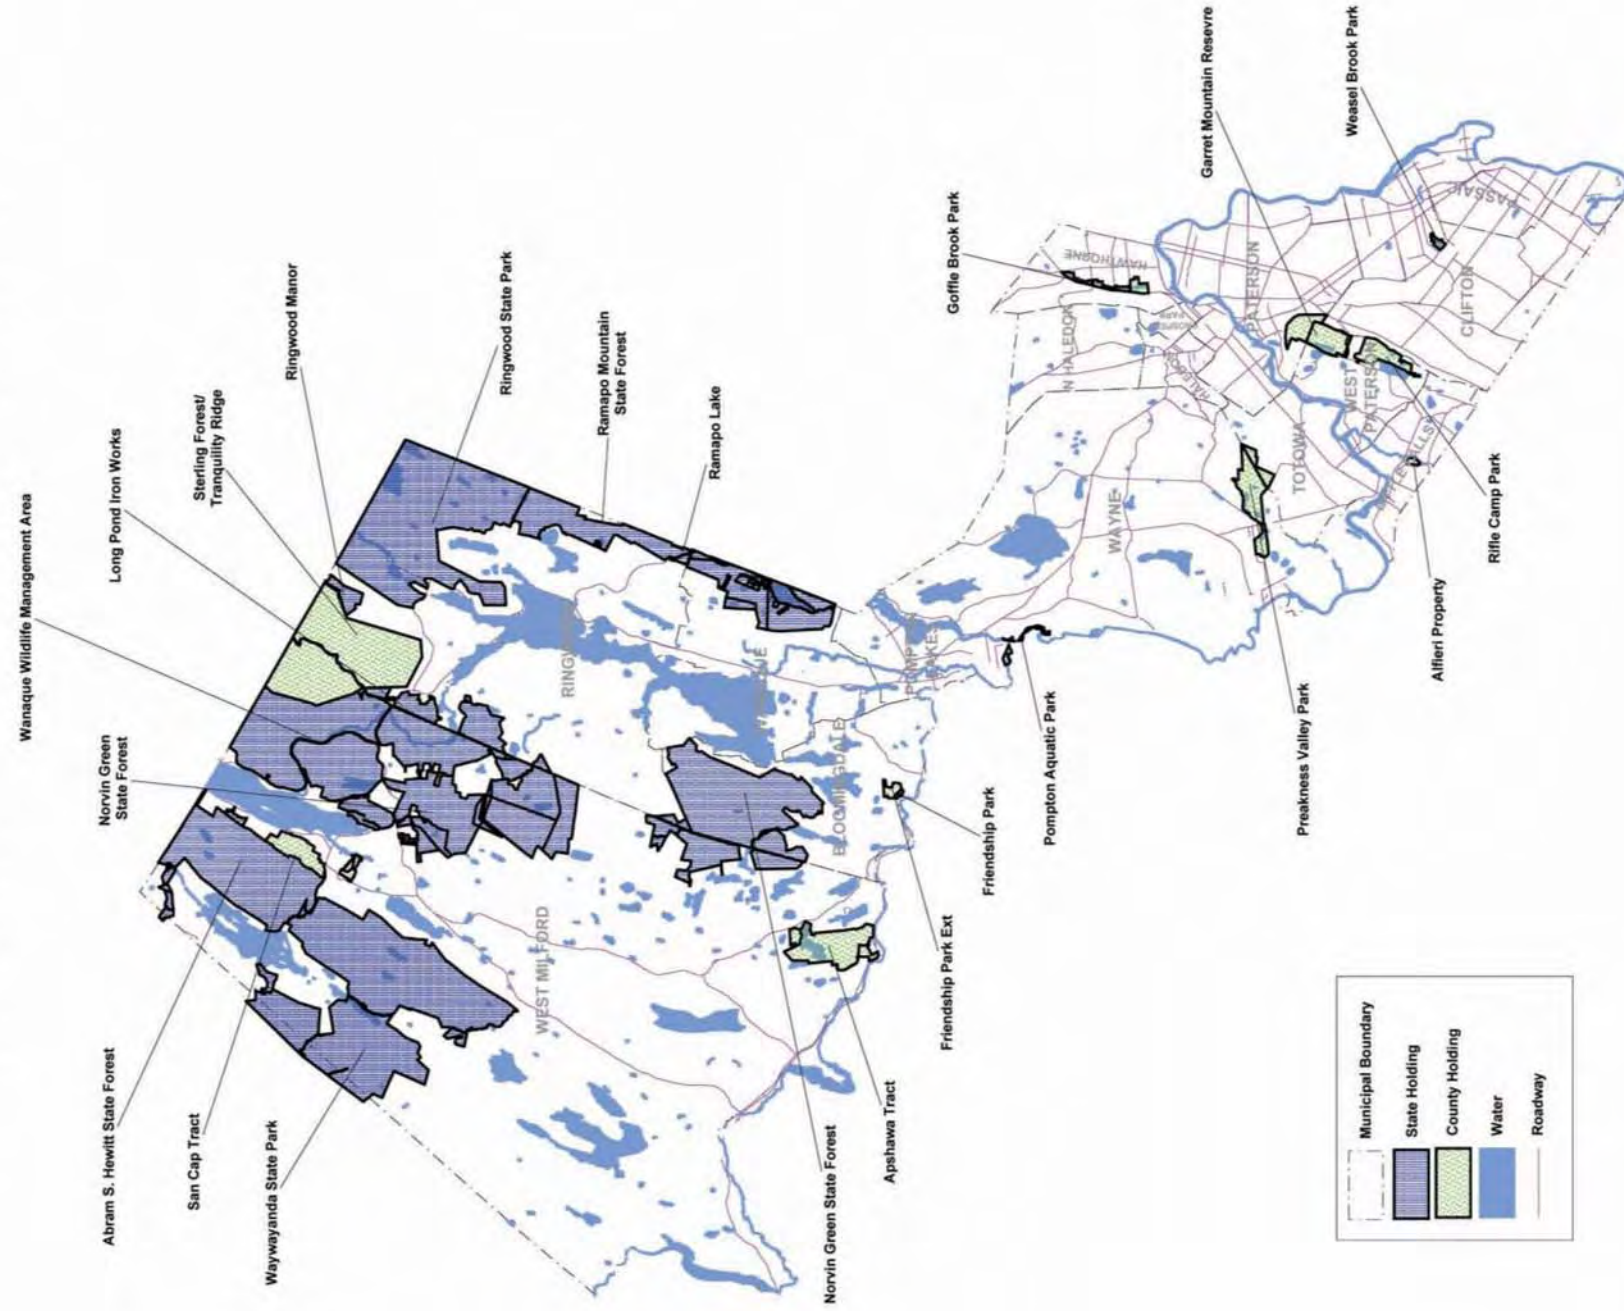 Wanaque Wildlife Management Area
Long Pond Iron Works
Sterling Forest/
Tranquility Ridge
Ringwood Manor
Ringwood State Park
Ramapo Mountain
State Forest
Ramapo Lake
Norvin Green
State Forest
Abram S. Hewitt State Forest
San Cap Tract
Waywayanda State Park
Norvin Green State Forest
Apshawa Tract
Friendship Park Ext
Friendship Park
Pompton Aquatic Park
Preakness Valley Park
Alfieri Property
Rifle Camp Park
Goffle Brook Park
Garret Mountain Resevre
Weasel Brook Park
WEST MILFORD
BLOOMINGDALE
WAYNE
TOTOWA
N HALEDON
HAWTHORNE
PATERSON
WEST
PATERSON
CLIFTON
Municipal Boundary
State Holding
County Holding
Water
Roadway